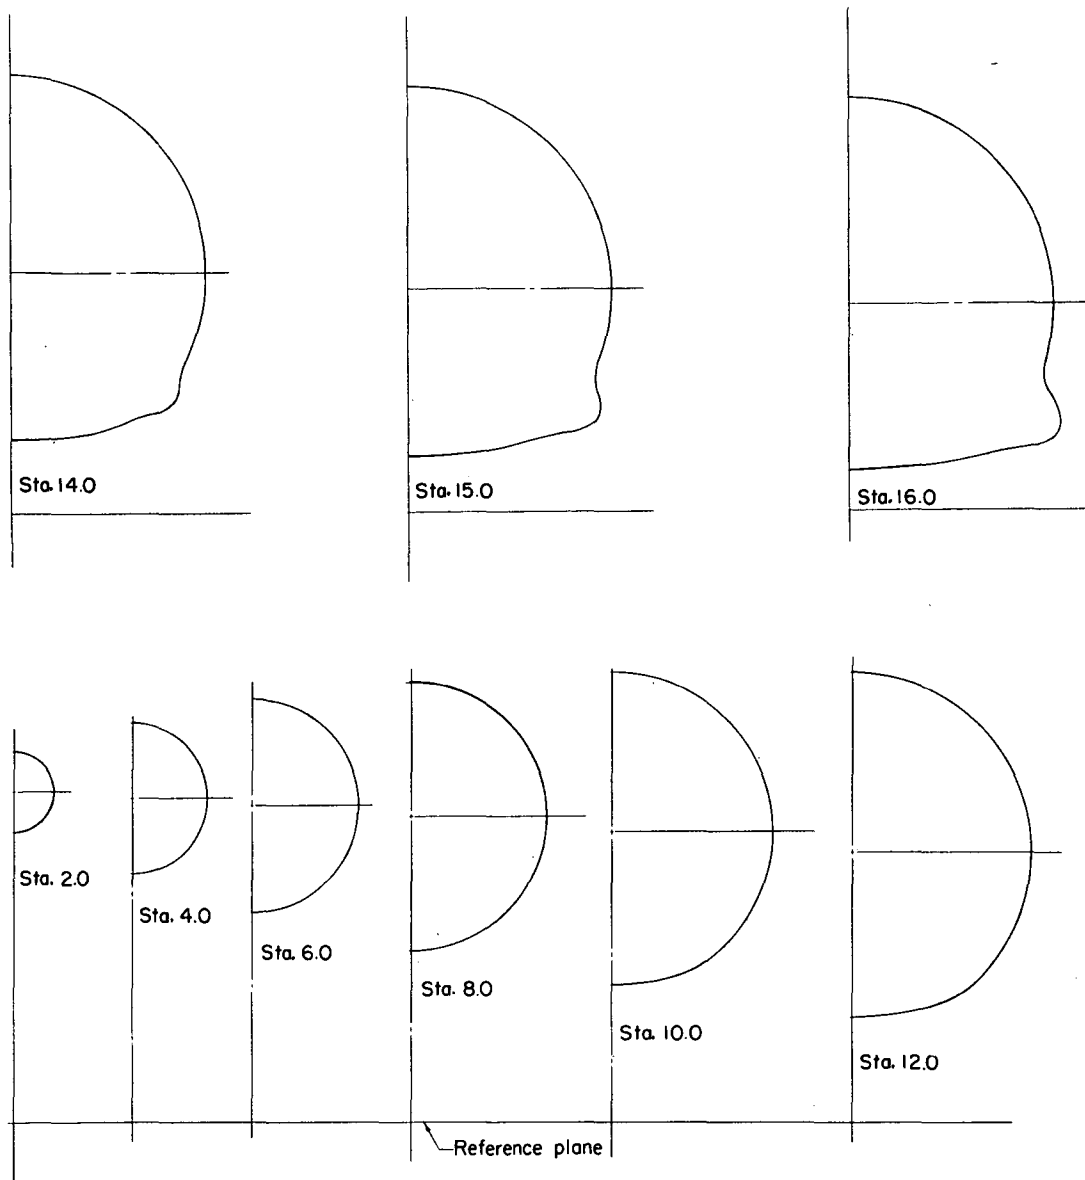 Sta. 14.0
Sta. 15.0
Sta. 16.0
Sta. 2.0
Sta. 4.0
Sta. 6.0
Sta. 8.0
Sta. 10.0
Sta. 12.0
Reference plane